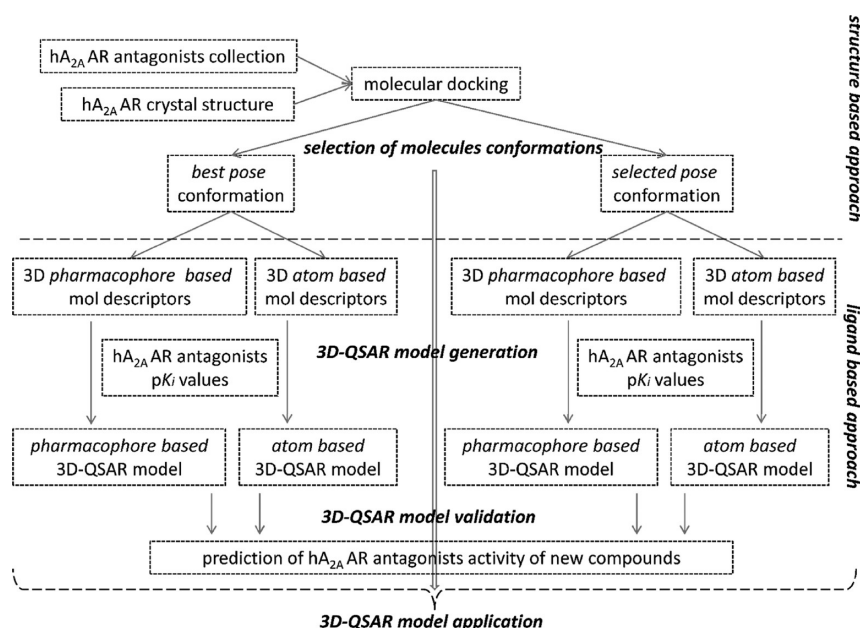 hA2A AR antagonists collection
hA2A AR crystal structure
molecular docking
structure based approach
selection of molecules conformations
best pose
conformation
selected pose
conformation
3D pharmacophore based
mol descriptors
3D atom based
mol descriptors
3D pharmacophore based
mol descriptors
3D atom based
mol descriptors
ligand based approach
hA2A AR antagonists
pKi values
3D-QSAR model generation
hA2A AR antagonists
pKi values
pharmacophore based
3D-QSAR model
atom based
3D-QSAR model
pharmacophore based
3D-QSAR model
atom based
3D-QSAR model
3D-QSAR model validation
prediction of hA2A AR antagonists activity of new compounds
3D-QSAR model application